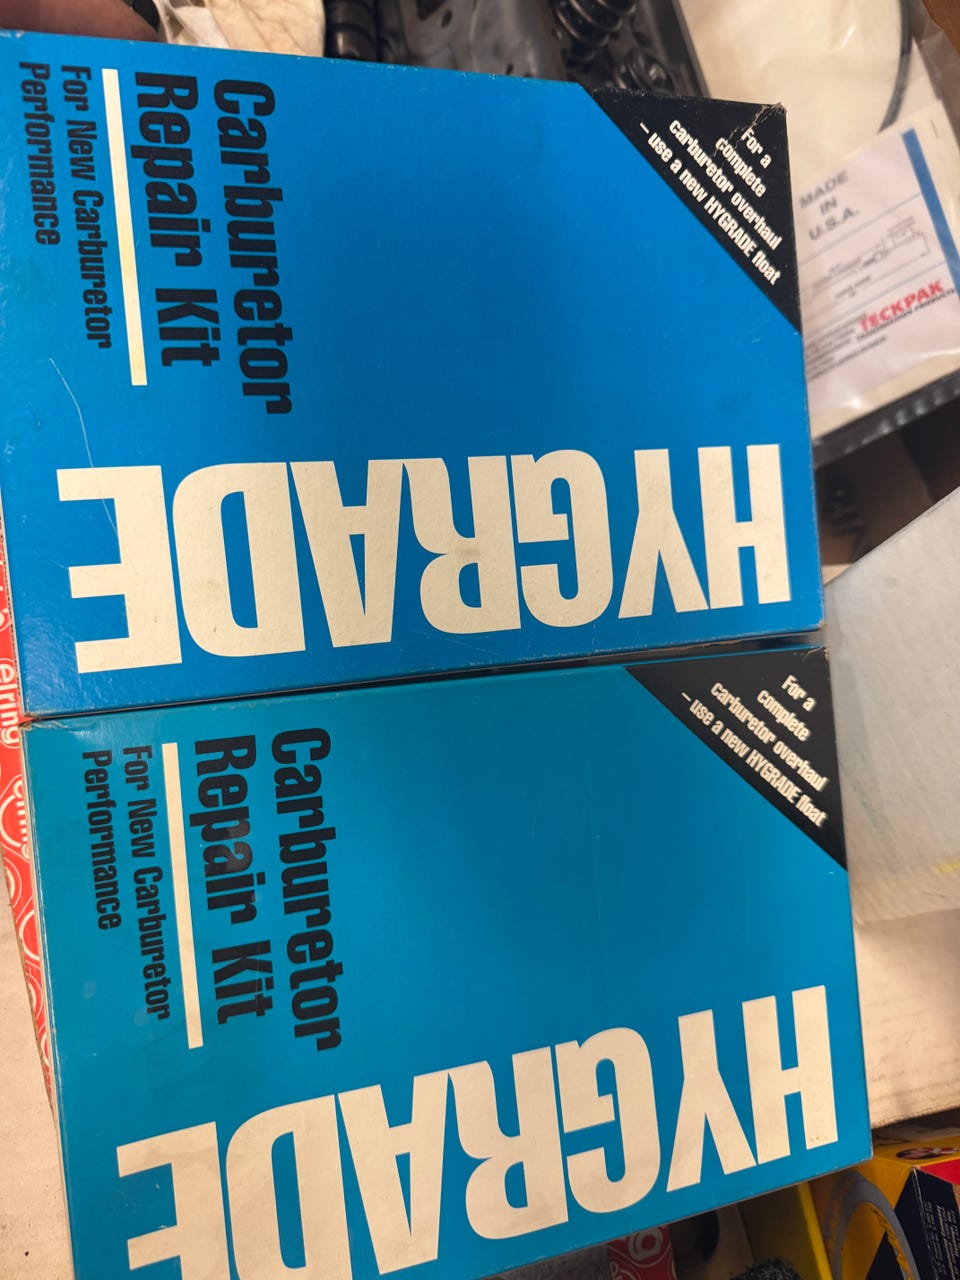 HYGRADE
Carburetor
Repair Kit
For New Carburetor
Performance
For a
complete
carburetor overhaul
– use a new HYGRADE float
HYGRADE
Carburetor
Repair Kit
For New Carburetor
Performance
For a
complete
carburetor overhaul
– use a new HYGRADE float
MADE
IN
U.S.A.
TECKPAK
elring